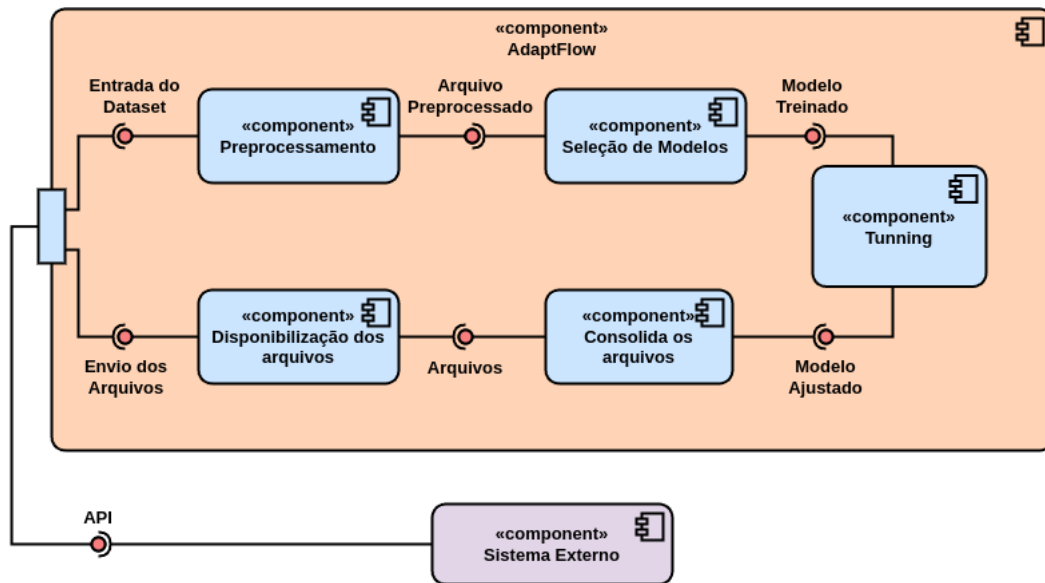 «component»
AdaptFlow
Entrada do
Dataset
«component»
Preprocessamento
Arquivo
Preprocessado
«component»
Seleção de Modelos
Modelo
Treinado
«component»
Tunning
Envio dos
Arquivos
«component»
Disponibilização dos
arquivos
Arquivos
«component»
Consolida os
arquivos
Modelo
Ajustado
API
«component»
Sistema Externo